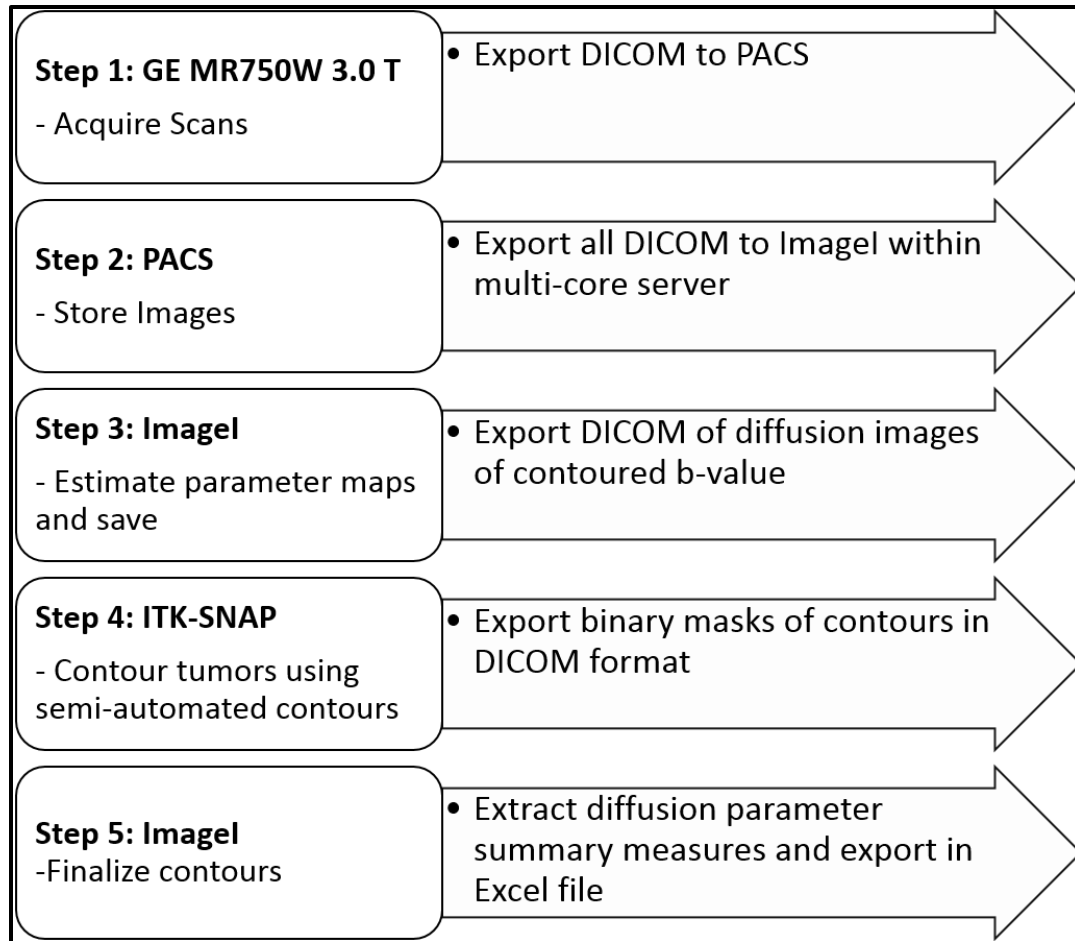 Step 1: GE MR750W 3.0 T
- Acquire Scans
• Export DICOM to PACS
Step 2: PACS
- Store Images
• Export all DICOM to ImageI within
multi-core server
Step 3: ImageI
- Estimate parameter maps
and save
• Export DICOM of diffusion images
of contoured b-value
Step 4: ITK-SNAP
- Contour tumors using
semi-automated contours
• Export binary masks of contours in
DICOM format
Step 5: ImageI
-Finalize contours
• Extract diffusion parameter
summary measures and export in
Excel file